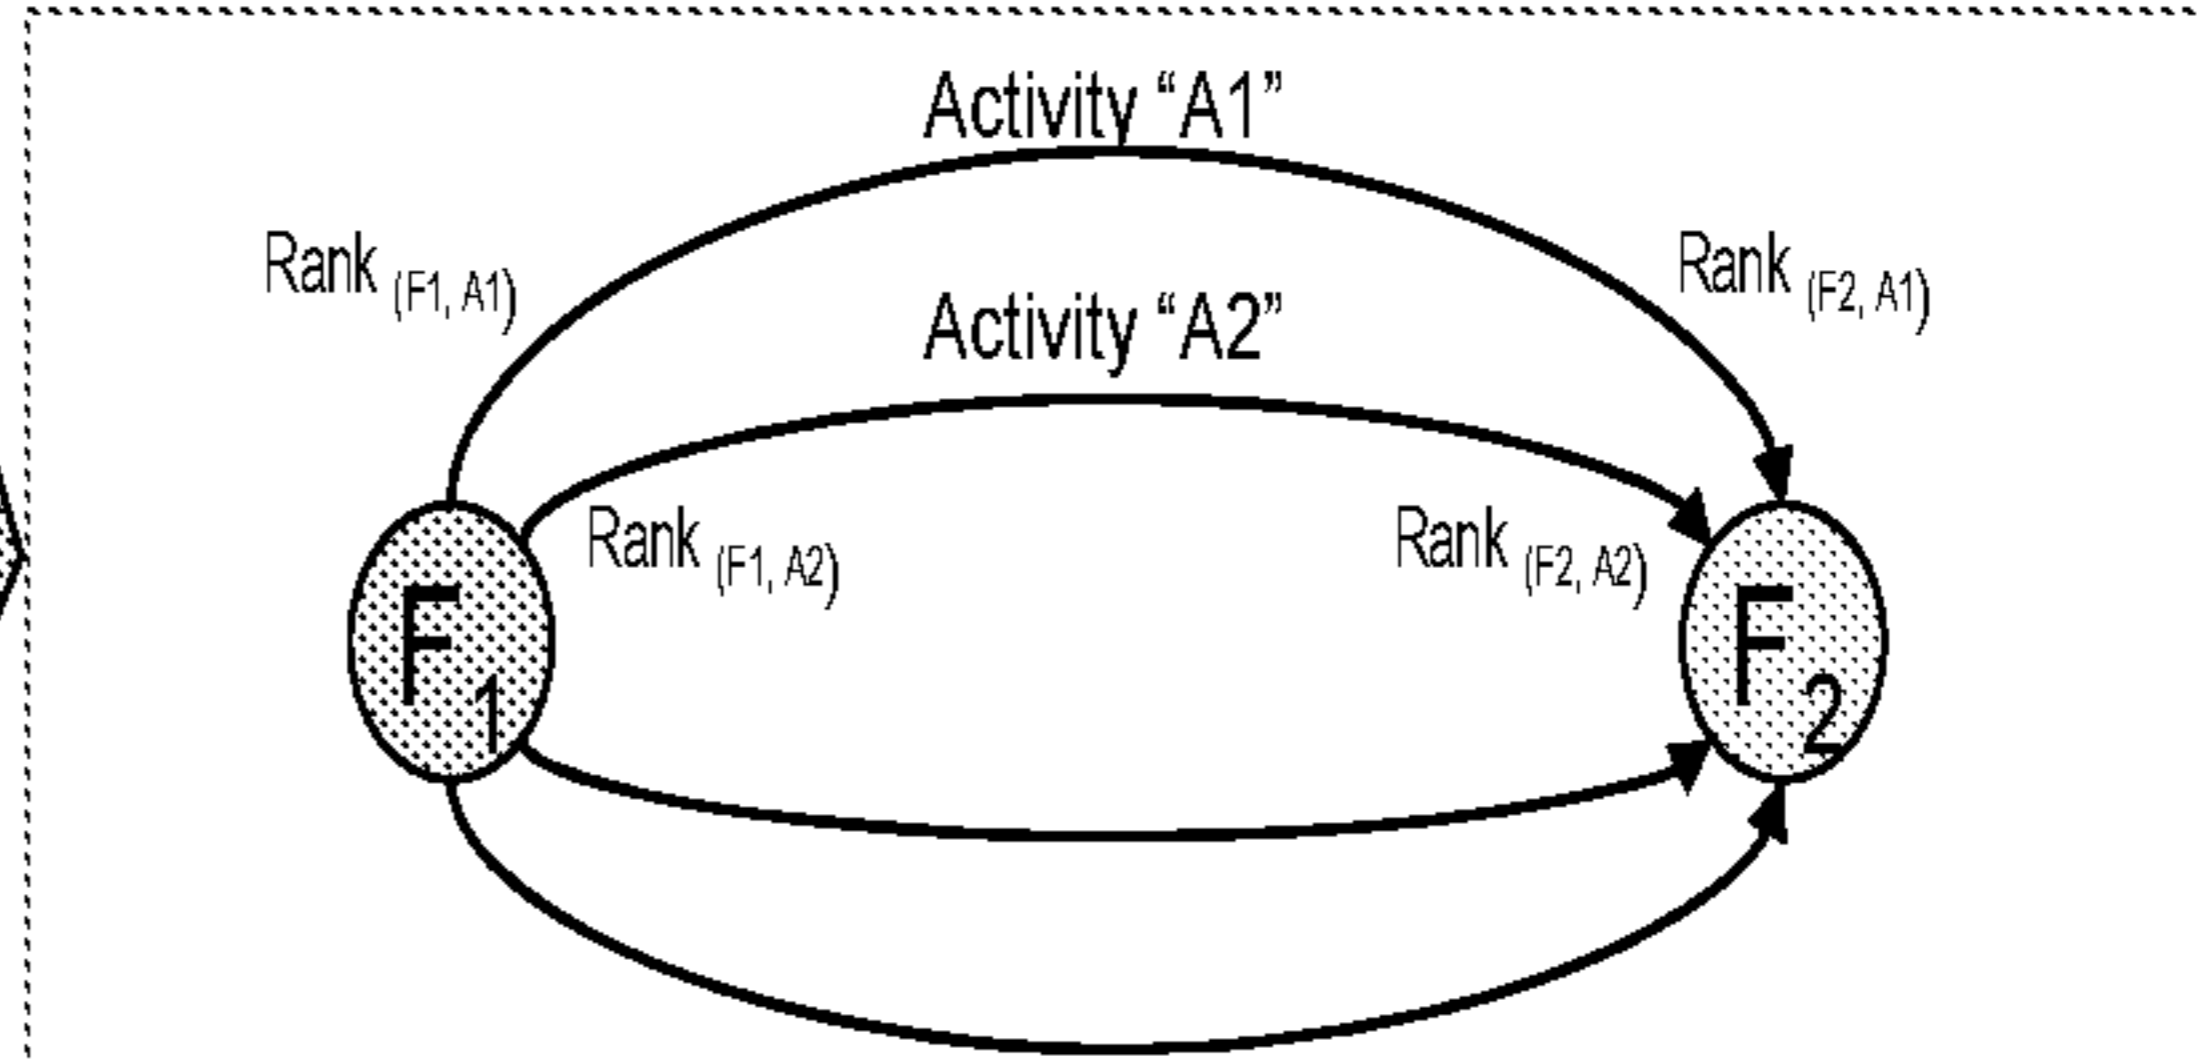 Activity “A1”
Rank (F1, A1)
Rank (F2, A1)
Activity “A2”
Rank (F1, A2)
Rank (F2, A2)
F1
F2